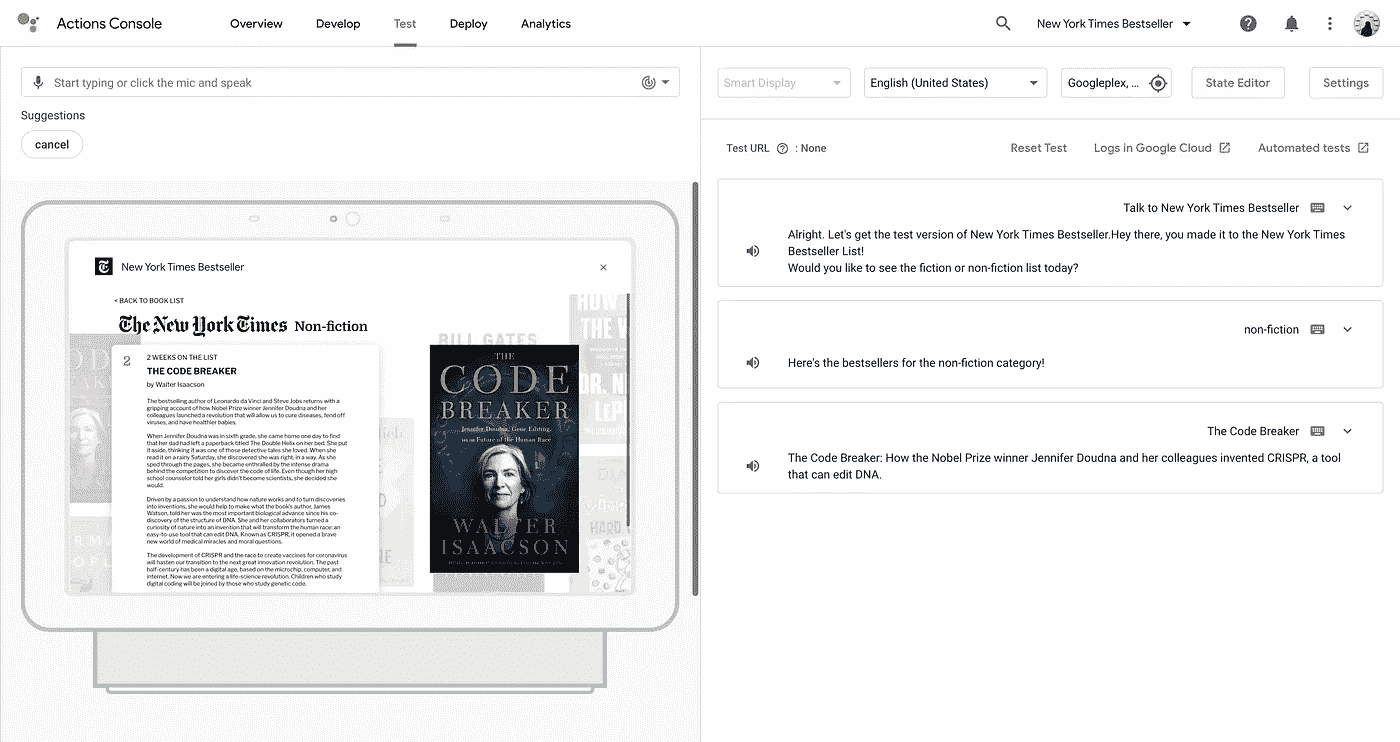 Actions Console
Overview
Develop
Test
Deploy
Analytics
New York Times Bestseller
Start typing or click the mic and speak
Suggestions
cancel
Smart Display
English (United States)
Googleplex, ...
State Editor
Settings
Test URL : None
Reset Test
Logs in Google Cloud
Automated tests
New York Times Bestseller
< BACK TO BOOK LIST
The New York Times Non-fiction
2
2 WEEKS ON THE LIST
THE CODE BREAKER
by Walter Isaacson
The bestselling author of Leonardo da Vinci and Steve Jobs returns with a
gripping account of how Nobel Prize winner Jennifer Doudna and her
colleagues launched a revolution that will allow us to cure diseases, fend off
viruses, and have healthier babies.
When Jennifer Doudna was in sixth grade, she came home one day to find
that her dad had left a paperback titled The Double Helix on her bed. She put
it aside, thinking it was one of those detective tales she loved. When she
read it on a rainy Saturday, she discovered she was right, in a way. As she
sped through the pages, she became enthralled by the intense drama
behind the competition to discover the code of life. Even though her high
school counselor told her girls didn't become scientists, she decided she
would.
Driven by a passion to understand how nature works and to turn discoveries
into inventions, she would help to make what the book's author, James
Watson, told her was the most important biological advance since his co-
discovery of the structure of DNA. She and her collaborators turned a
curiosity of nature into an invention that will transform the human race: an
easy-to-use tool that can edit DNA. Known as CRISPR, it opened a brave
new world of medical miracles and moral questions.
The development of CRISPR and the race to create vaccines for coronavirus
will hasten our transition to the next great innovation revolution. The past
half-century has been a digital age, based on the microchip, computer, and
internet. Now we are entering a life-science revolution. Children who study
digital coding will be joined by those who study genetic code.
BILL GATES
THE
CODE
BREAKER
Jennifer Doudna, Gene Editing,
and the Future of the Human Race
WALTER
ISAACSON
HOW
THE
DR.
HARD
Talk to New York Times Bestseller
Alright. Let's get the test version of New York Times Bestseller.Hey there, you made it to the New York Times
Bestseller List!
Would you like to see the fiction or non-fiction list today?
non-fiction
Here's the bestsellers for the non-fiction category!
The Code Breaker
The Code Breaker: How the Nobel Prize winner Jennifer Doudna and her colleagues invented CRISPR, a tool
that can edit DNA.